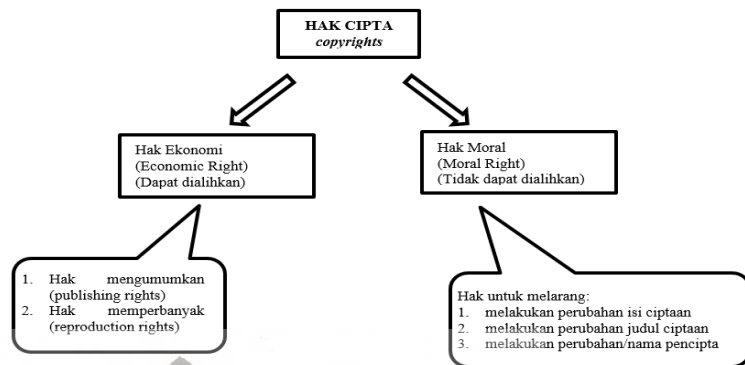 HAK CIPTA
copyrights
Hak Ekonomi
(Economic Right)
(Dapat dialihkan)
Hak Moral
(Moral Right)
(Tidak dapat dialihkan)
1. Hak mengumumkan
(publishing rights)
2. Hak memperbanyak
(reproduction rights)
Hak untuk melarang:
1. melakukan perubahan isi ciptaan
2. melakukan perubahan judul ciptaan
3. melakukan perubahan/nama pencipta